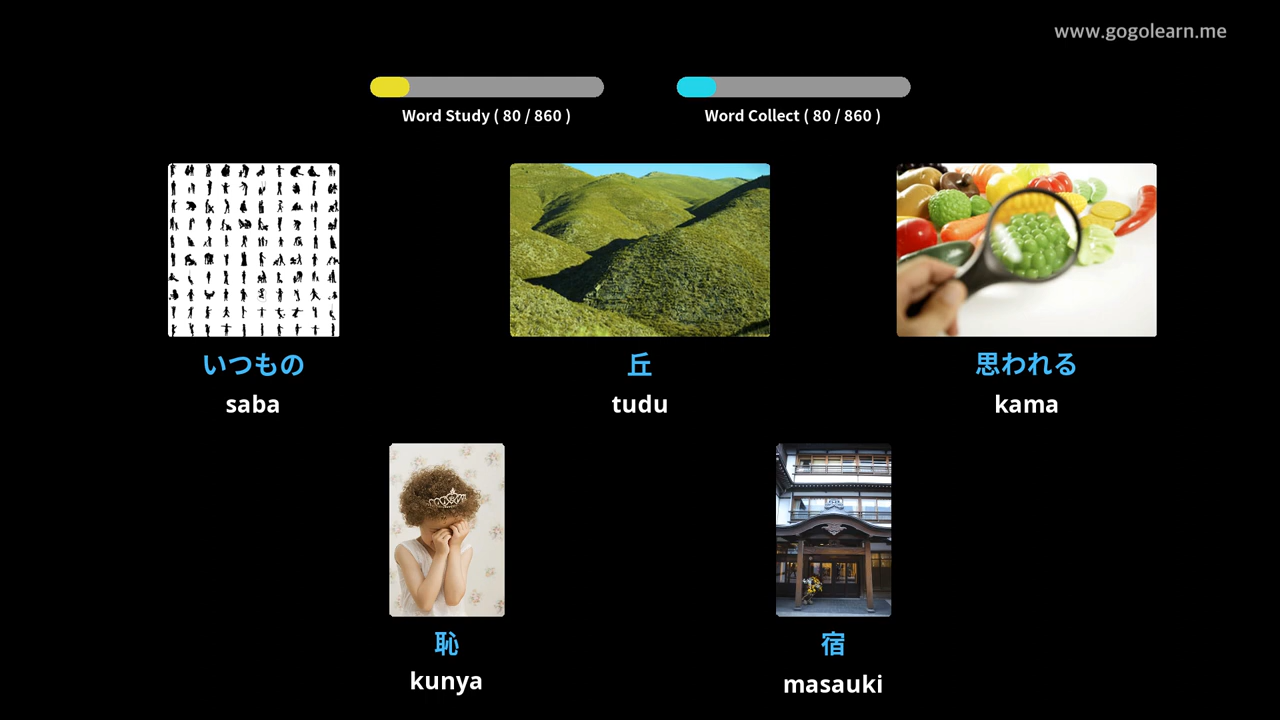 www.gogolearn.me
Word Study ( 80 / 860 )
Word Collect ( 80 / 860 )
いつもの
saba
丘
tudu
思われる
kama
恥
kunya
宿
masauki